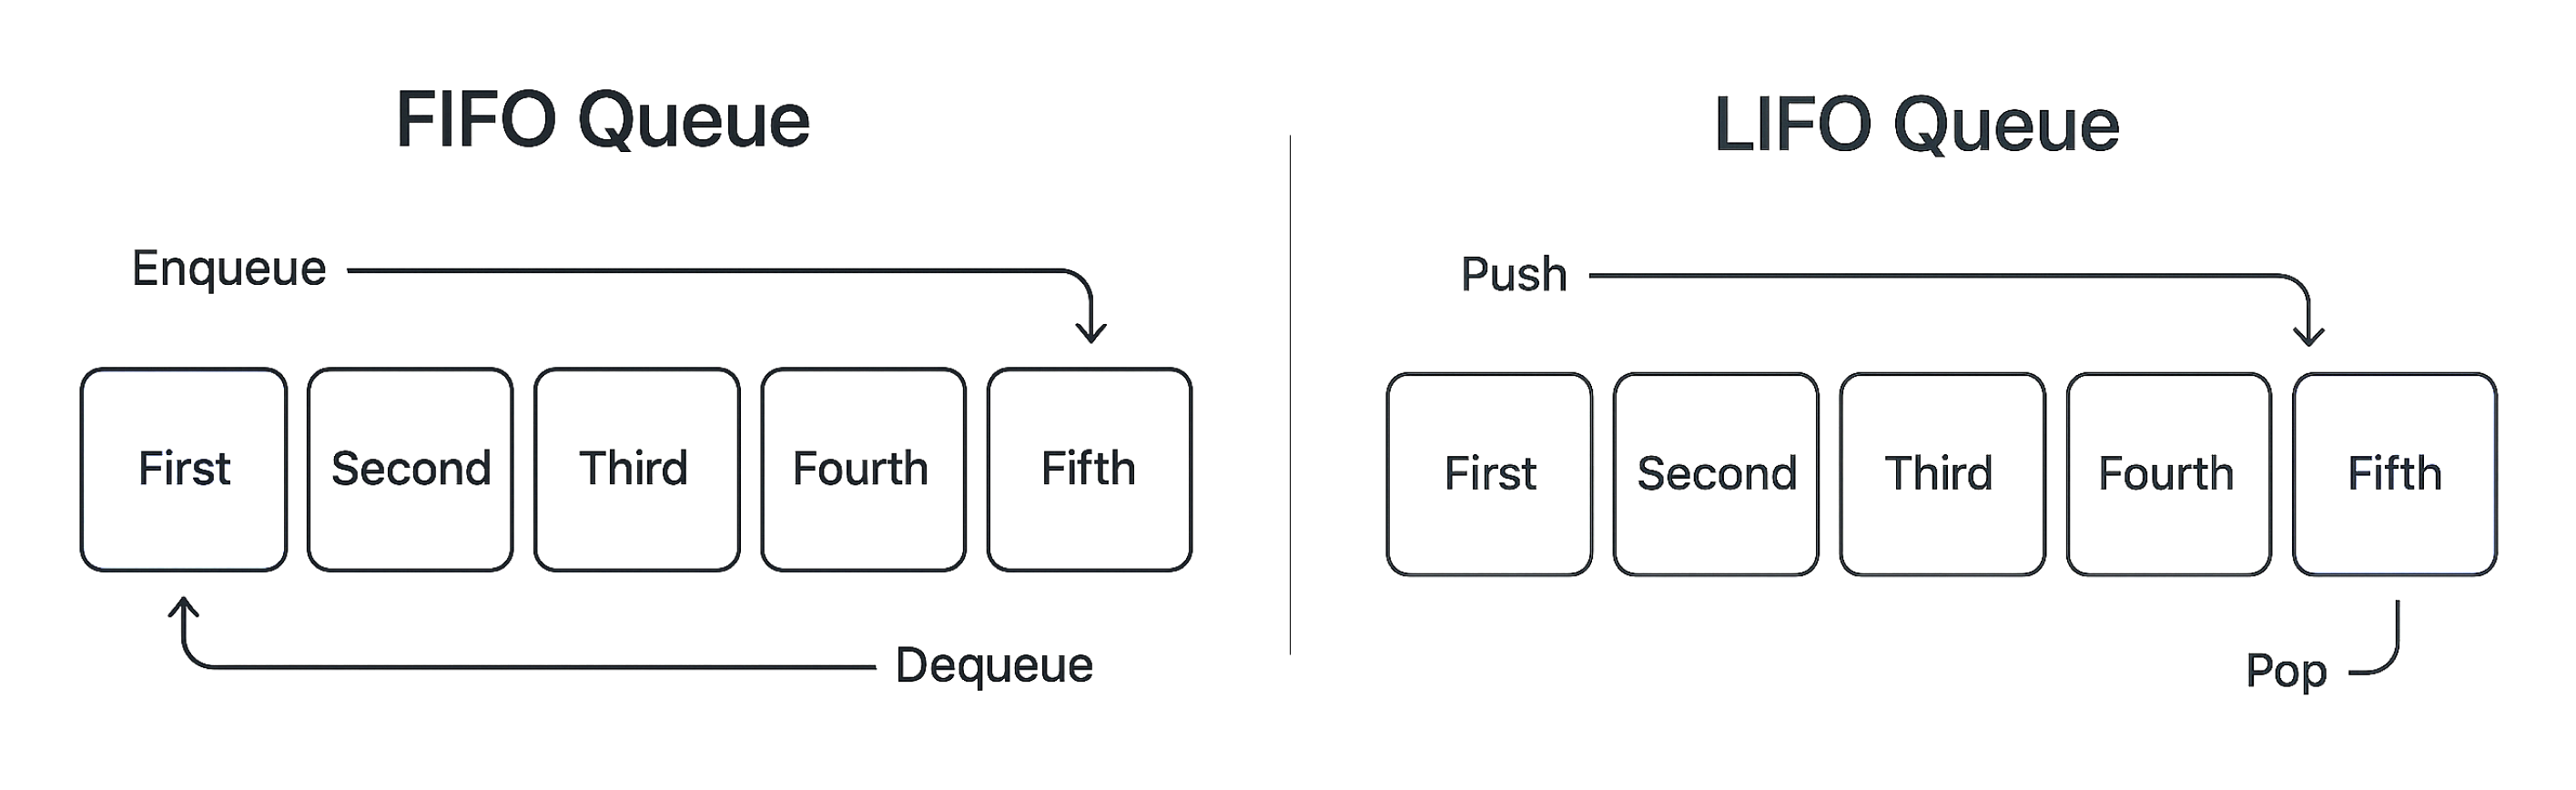 FIFO Queue
Enqueue
First
Second
Third
Fourth
Fifth
Dequeue
LIFO Queue
Push
First
Second
Third
Fourth
Fifth
Pop